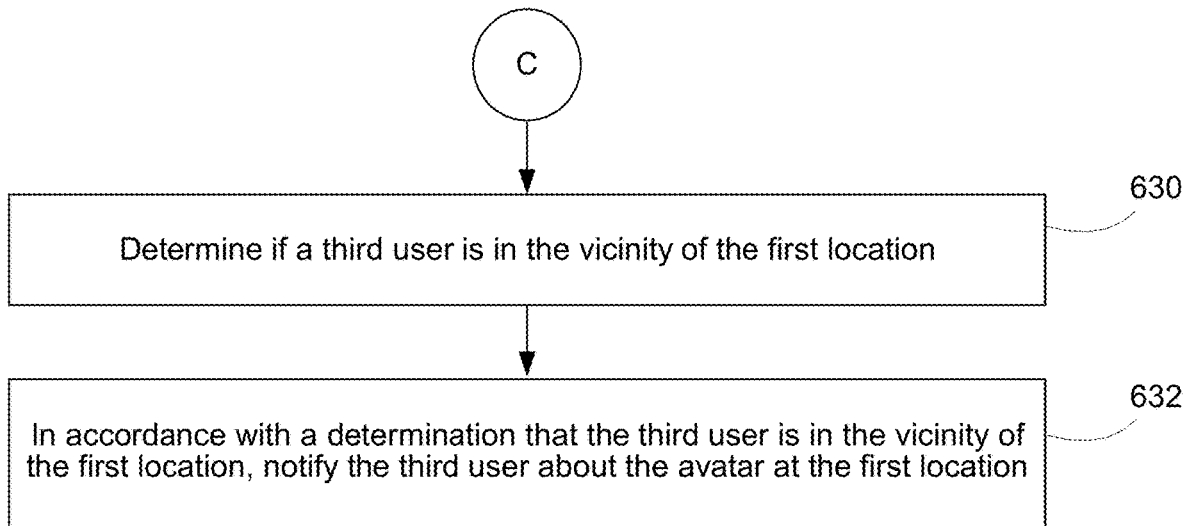 C
630
Determine if a third user is in the vicinity of the first location
632
In accordance with a determination that the third user is in the vicinity of
the first location, notify the third user about the avatar at the first location